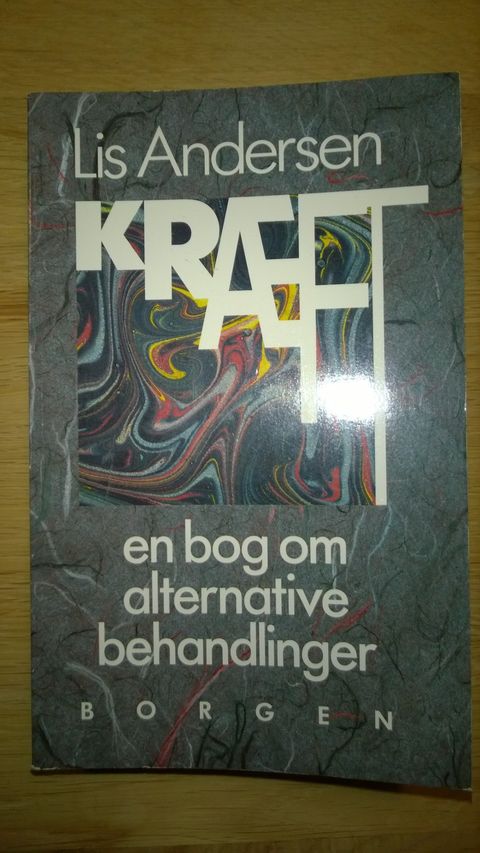 Lis Andersen
KRÆFT
en bog om
alternative
behandlinger
BORGEN